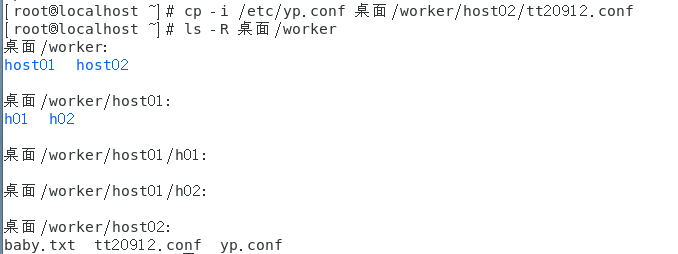 [root@localhost ~]# cp -i /etc/yp.conf 桌面/worker/host02/tt20912.conf
[root@localhost ~]# ls -R 桌面/worker
桌面/worker:
host01  host02
桌面/worker/host01:
h01  h02
桌面/worker/host01/h01:
桌面/worker/host01/h02:
桌面/worker/host02:
baby.txt  tt20912.conf  yp.conf